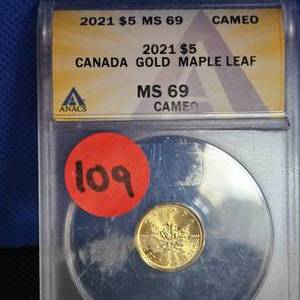 2021 $5 MS 69 CAMEO
2021 $5
CANADA GOLD MAPLE LEAF
MS 69
CAMEO
ANACS
109